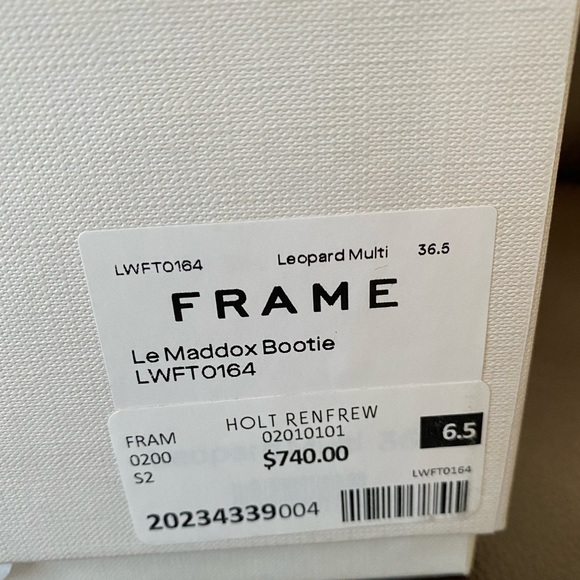 LWFT0164 Leopard Multi 36.5
FRAME
Le Maddox Bootie
LWFT0164
HOLT RENFREW
FRAM 02010101 6.5
0200 $740.00
S2 LWFT0164
20234339004